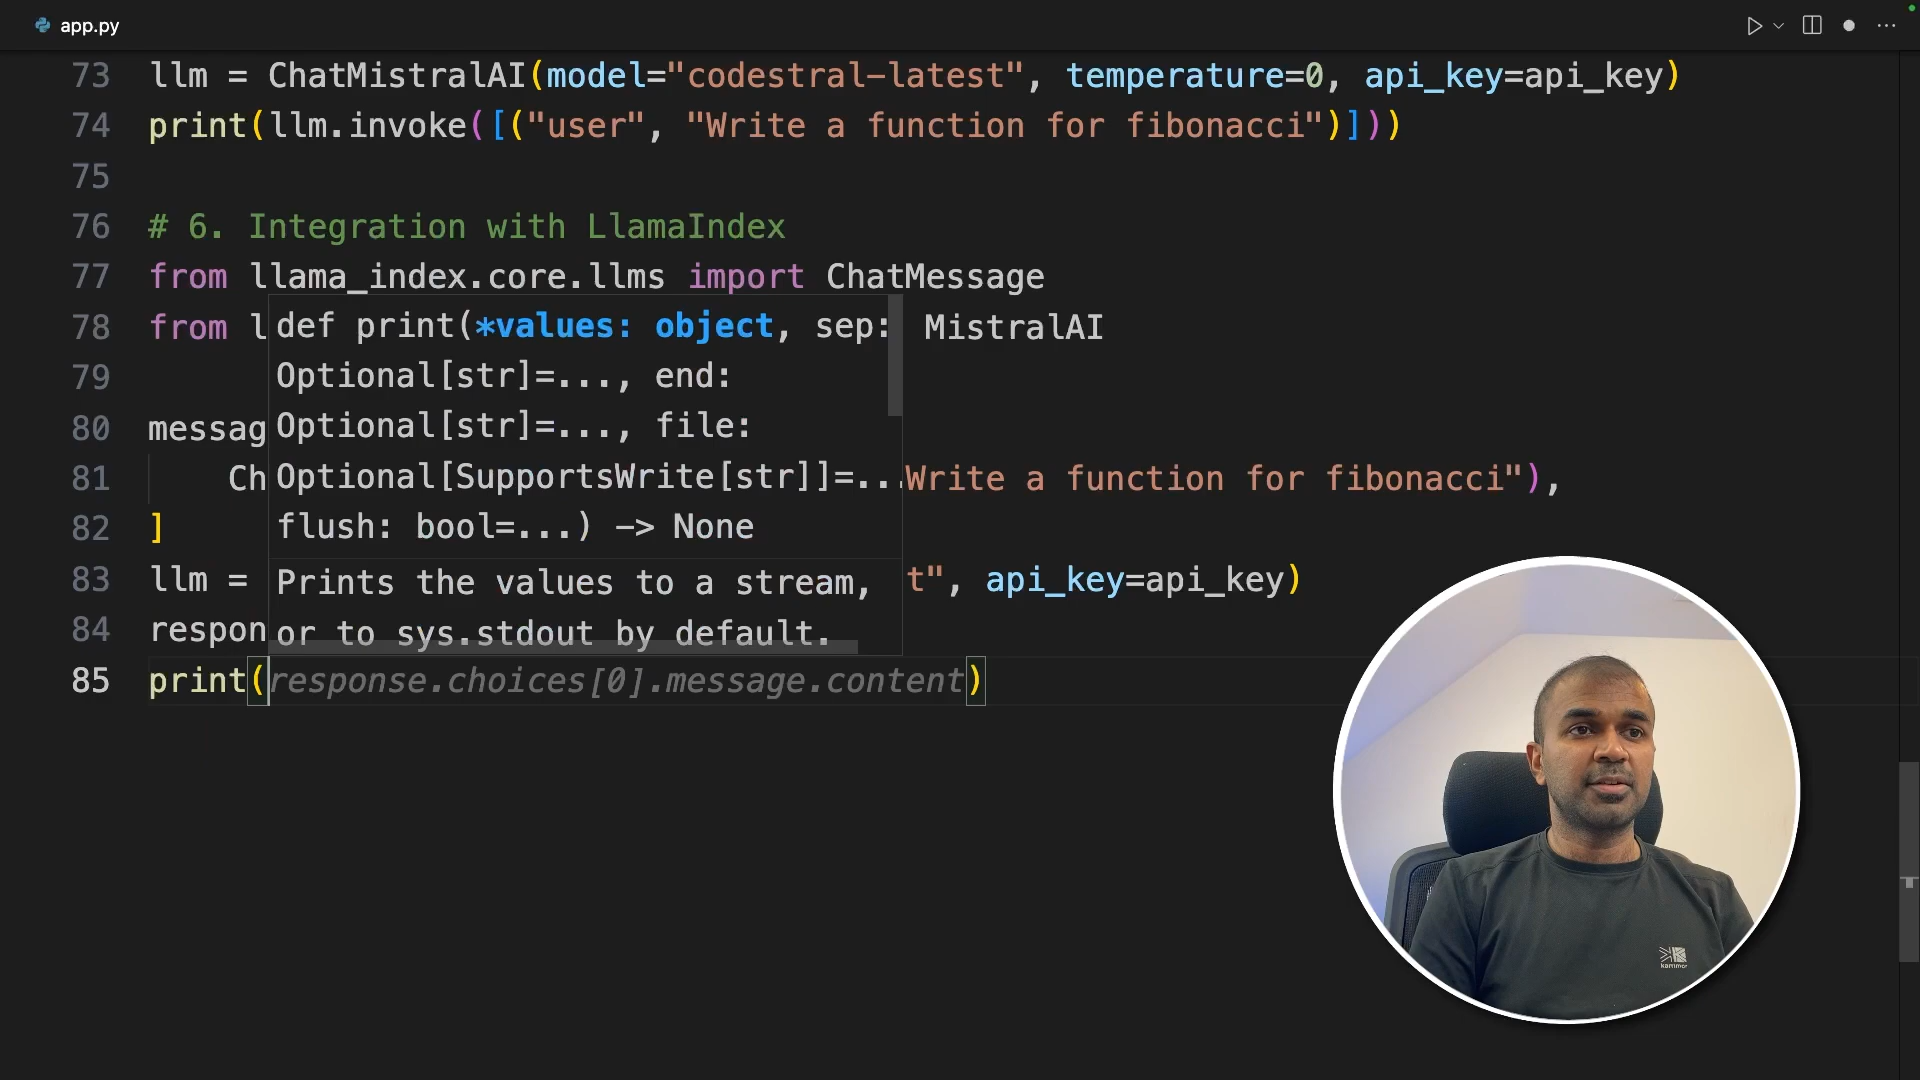 app.py
73 llm = ChatMistralAI(model="codestral-latest", temperature=0, api_key=api_key)
74 print(llm.invoke([("user", "Write a function for fibonacci")]))
75
76 # 6. Integration with LlamaIndex
77 from llama_index.core.llms import ChatMessage
78 from l def print(*values: object, sep: MistralAI
79 Optional[str]=..., end:
80 messag Optional[str]=..., file:
81 Ch Optional[SupportsWrite[str]]=... Write a function for fibonacci"),
82 ] flush: bool=...) -> None
83 llm = Prints the values to a stream, t", api_key=api_key)
84 respon or to sys.stdout by default.
85 print(response.choices[0].message.content)
karrimor